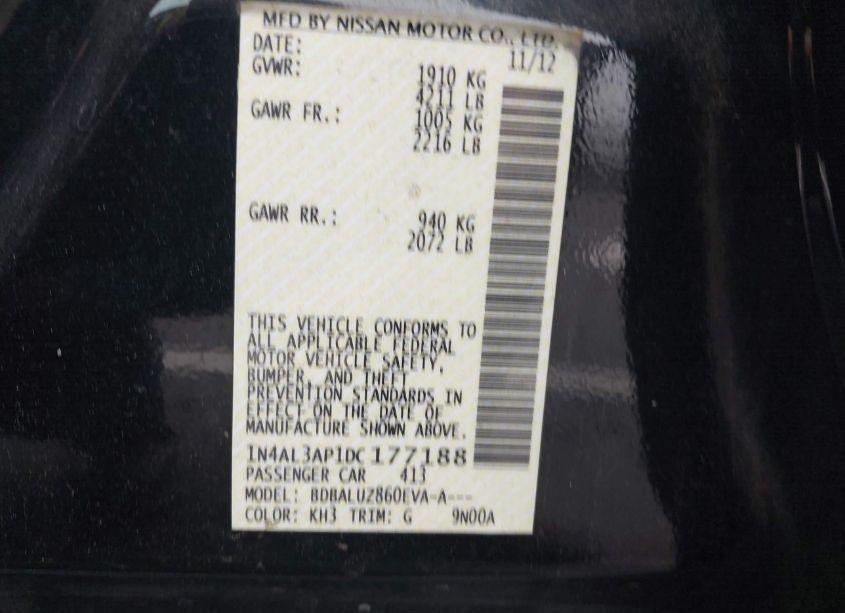 MFD BY NISSAN MOTOR CO., LTD.
DATE: 11/12
GVWR: 1910 KG
4211 LB
GAWR FR.: 1005 KG
2216 LB
GAWR RR.: 940 KG
2072 LB
THIS VEHICLE CONFORMS TO
ALL APPLICABLE FEDERAL
MOTOR VEHICLE SAFETY,
BUMPER, AND THEFT
PREVENTION STANDARDS IN
EFFECT ON THE DATE OF
MANUFACTURE SHOWN ABOVE.
1N4AL3AP1DC177188
PASSENGER CAR 413
MODEL: BDBALUZ860EVA-A---
COLOR: KH3 TRIM: G 9N00A